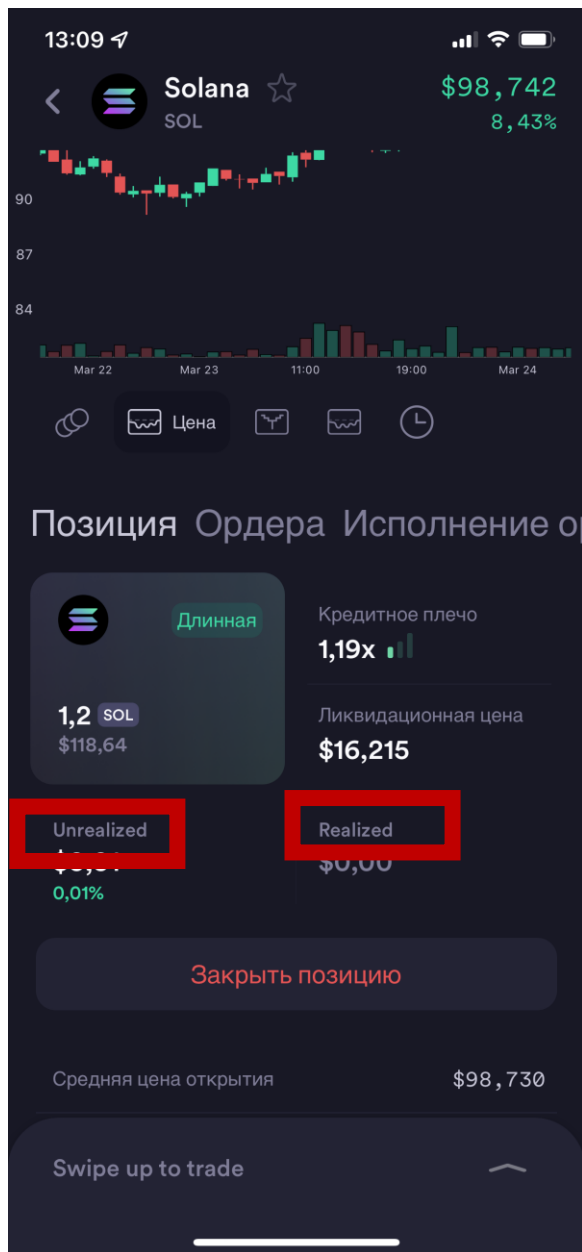 13:09
Solana
SOL
$98,742
8,43%
90
87
84
Mar 22 Mar 23 11:00 19:00 Mar 24
Цена
Позиция Ордера Исполнение
Длинная
1,2 SOL
$118,64
Кредитное плечо
1,19x
Ликвидационная цена
$16,215
Unrealized
0,01%
Realized
$0,00
Закрыть позицию
Средняя цена открытия $98,730
Swipe up to trade